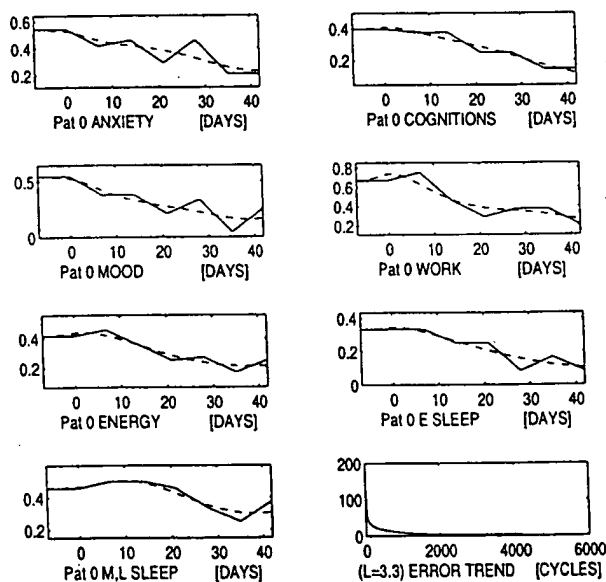 0.6
0.4
0.2
0 10 20 30 40
Pat 0 ANXIETY [DAYS]
0.4
0.2
0 10 20 30 40
Pat 0 COGNITIONS [DAYS]
0.5
0
0 10 20 30 40
Pat 0 MOOD [DAYS]
0.8
0.6
0.4
0.2
0 10 20 30 40
Pat 0 WORK [DAYS]
0.4
0.2
0 10 20 30 40
Pat 0 ENERGY [DAYS]
0.4
0.2
0
0 10 20 30 40
Pat 0 E SLEEP [DAYS]
0.4
0.2
0 10 20 30 40
Pat 0 M,L SLEEP [DAYS]
200
100
0
0 2000 4000 6000
(L=3.3) ERROR TREND [CYCLES]